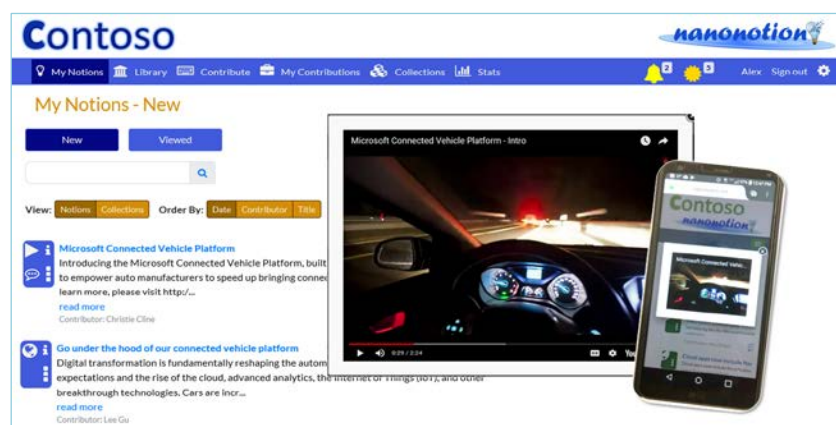 Contoso
nanonotion
My Notions Library Contribute My Contributions Collections Stats 2 5 Alex Sign out
My Notions - New
New Viewed
View: Notions Collections Order By: Date Contributor Title
Microsoft Connected Vehicle Platform
Introducing the Microsoft Connected Vehicle Platform, built
to empower auto manufacturers to speed up bringing conne
learn more, please visit http:/...
read more
Contributor: Christie Cline
Go under the hood of our connected vehicle platform
Digital transformation is fundamentally reshaping the autom
expectations and the rise of the cloud, advanced analytics, the Internet of Things (IoT), and other
breakthrough technologies. Cars are incr...
read more
Contributor: Lee Gu
Microsoft Connected Vehicle Platform - Intro
0:29 / 2:24
You
Contoso
nanonotion
Microsoft Connected Vehic...